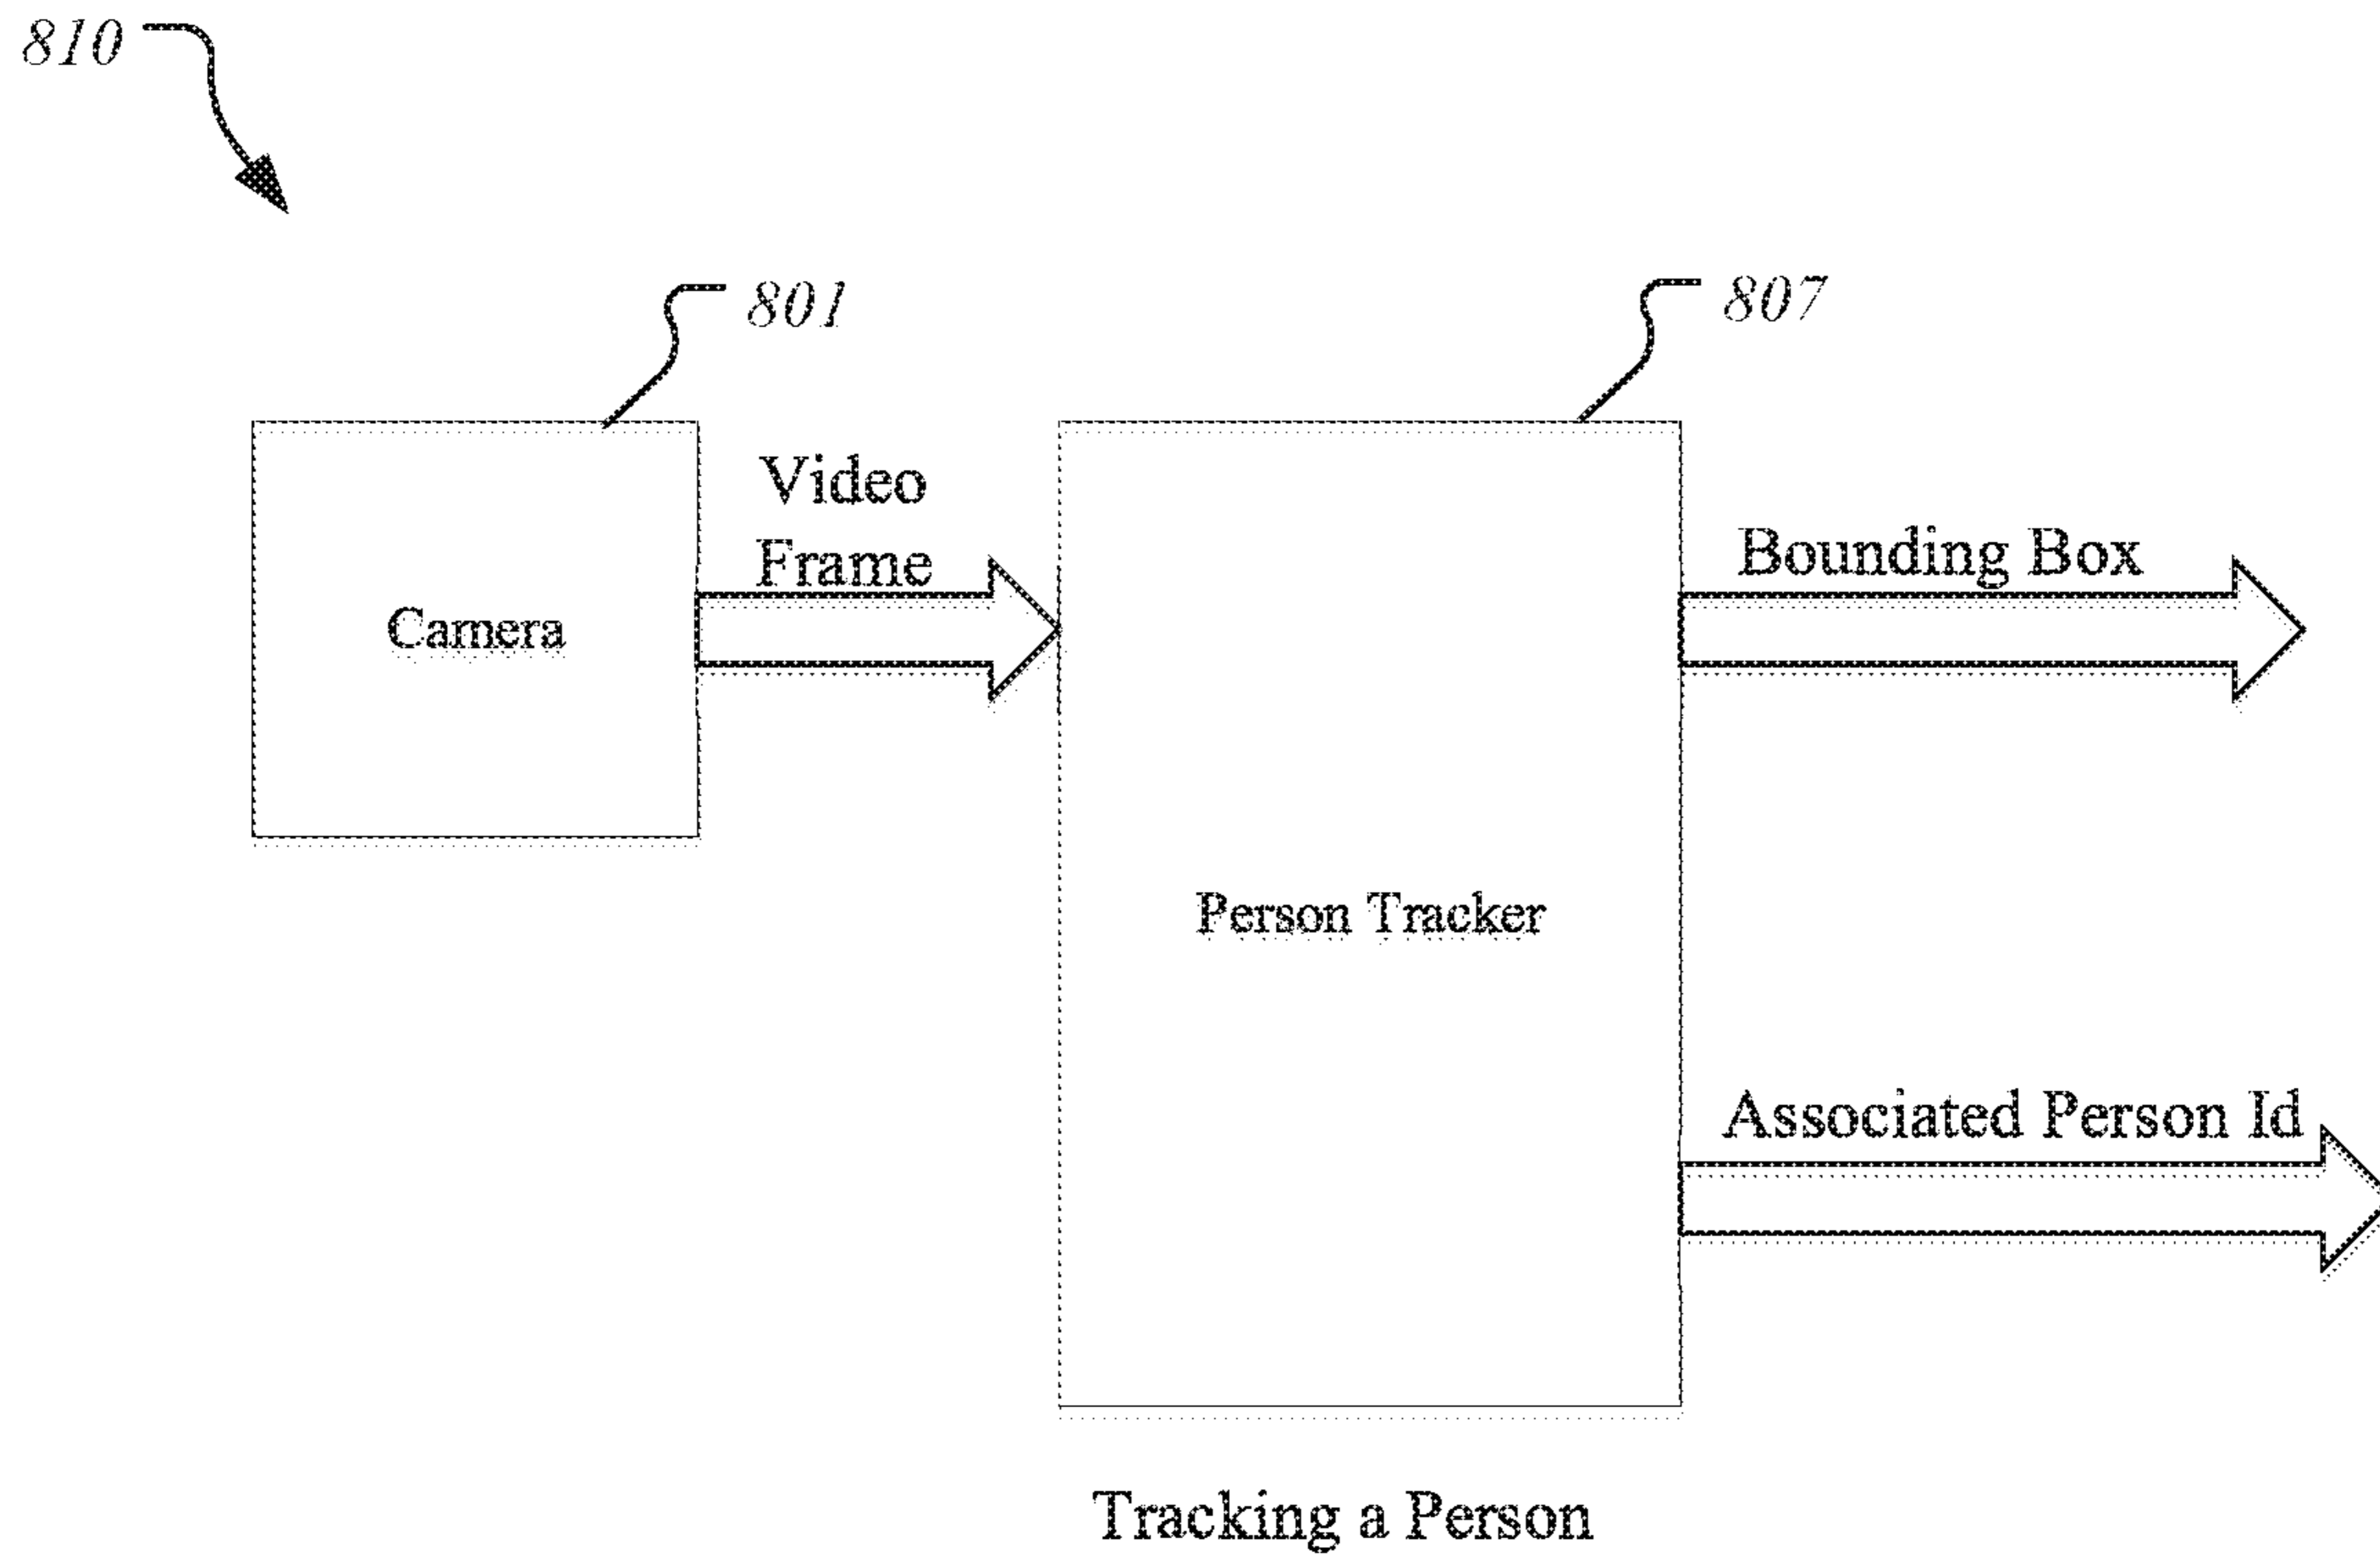 810
801
807
Video
Frame
Bounding Box
Camera
Person Tracker
Associated Person Id
Tracking a Person